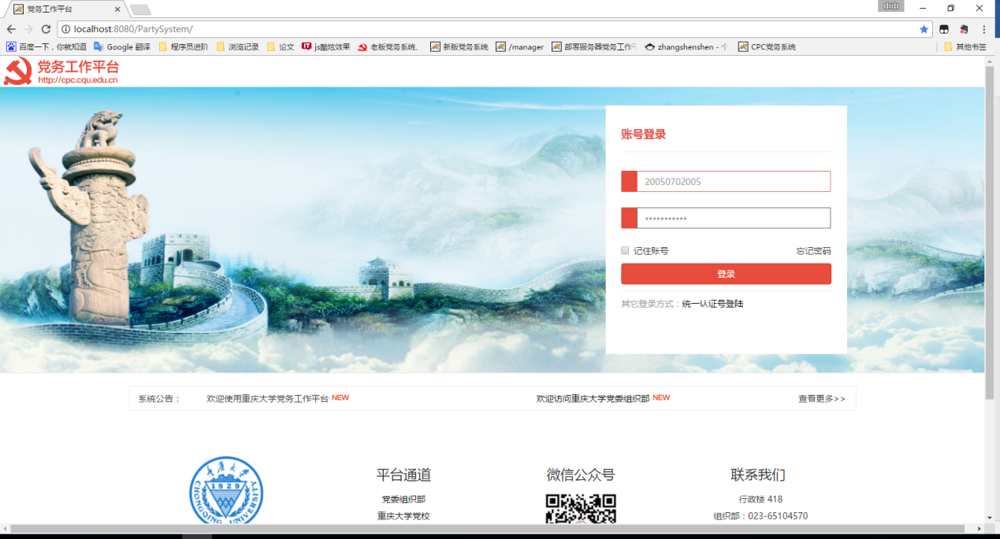 党务工作平台
申申
localhost:8080/PartySystem/
百度一下，你就知道 Google 翻译 程序员进阶 浏览记录 论文 js酷炫效果 老版党务系统、 新版党务系统 /manager 部署服务器党务工作 zhangshenshen - 个 CPC党务系统 其他书签
党务工作平台
http://cpc.cqu.edu.cn
账号登录
20050702005
•••••••••••
记住账号 忘记密码
登录
其它登录方式：统一认证号登陆
系统公告： 欢迎使用重庆大学党务工作平台 NEW 欢迎访问重庆大学党委组织部 NEW 查看更多>>
重庆大学
1929
CHONGQING UNIVERSITY
平台通道 微信公众号 联系我们
党委组织部 行政楼 418
重庆大学党校 组织部：023-65104570